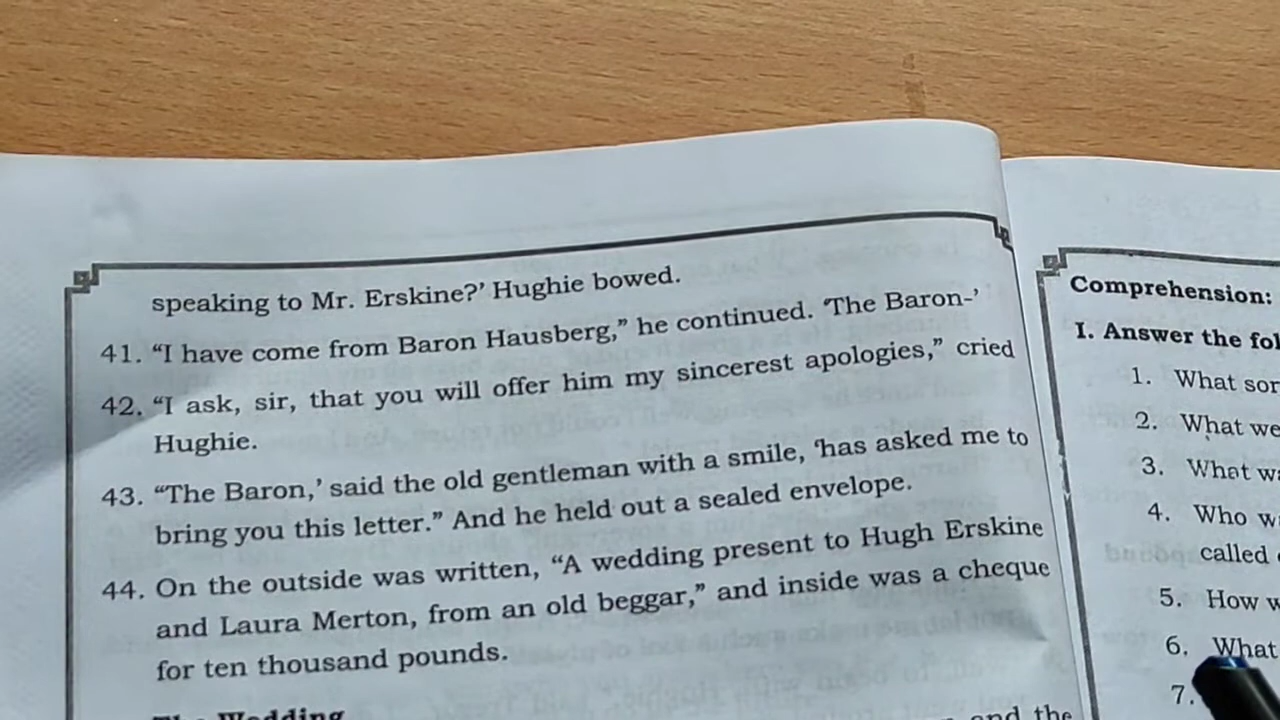 speaking to Mr. Erskine?’ Hughie bowed.
41. “I have come from Baron Hausberg,” he continued. ‘The Baron-’
42. “I ask, sir, that you will offer him my sincerest apologies,” cried
Hughie.
43. “The Baron,’ said the old gentleman with a smile, ‘has asked me to
bring you this letter.” And he held out a sealed envelope.
44. On the outside was written, “A wedding present to Hugh Erskine
and Laura Merton, from an old beggar,” and inside was a cheque
for ten thousand pounds.
Wedding
and the
Comprehension:
I. Answer the
1. What
2. What we
3. What
4. Who
called
5. How
6. What
7.